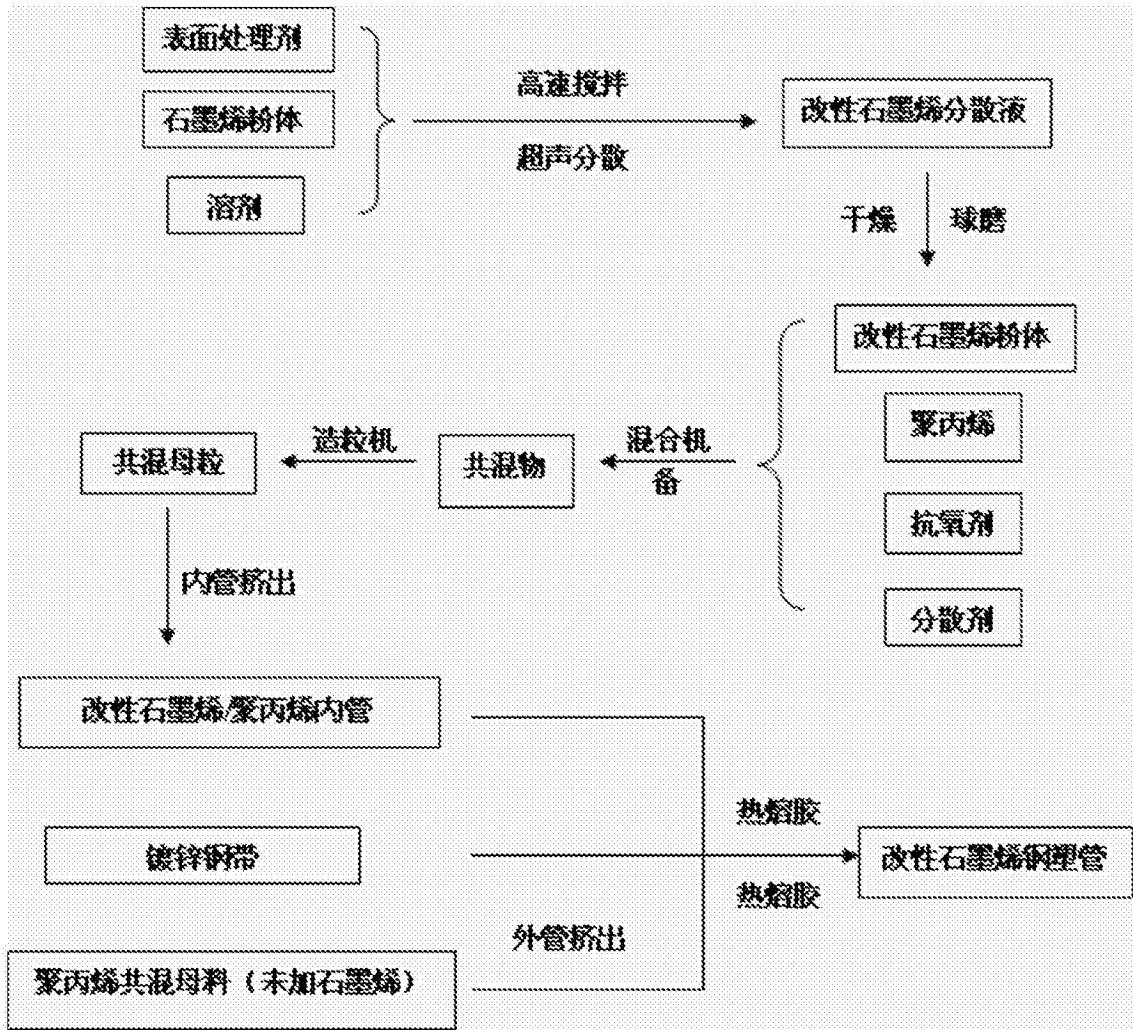 表面处理剂
石墨烯粉体
溶剂
高速搅拌
超声分散
改性石墨烯分散液
干燥
球磨
改性石墨烯粉体
聚丙烯
抗氧剂
分散剂
混合机
备
共混物
造粒机
共混母粒
内管挤出
改性石墨烯/聚丙烯内管
镀锌钢带
聚丙烯共混母料（未加石墨烯）
外管挤出
热熔胶
热熔胶
改性石墨烯钢塑管